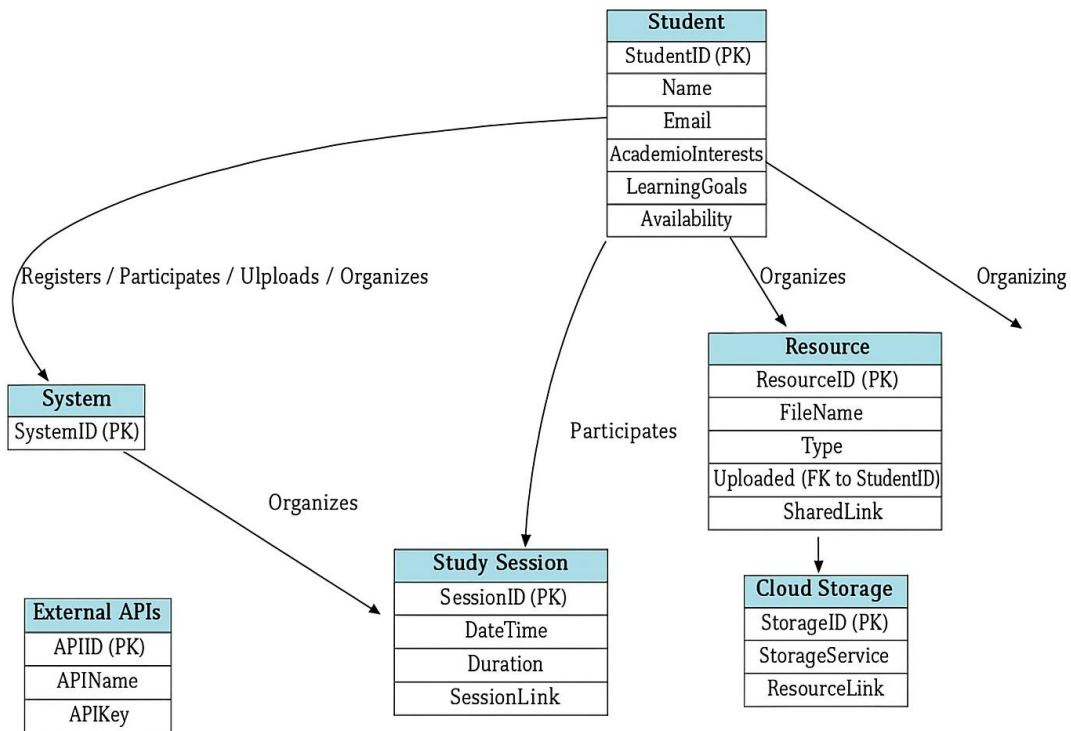 Student
StudentID (PK)
Name
Email
AcademioInterests
LearningGoals
Availability
Registers / Participates / Ulploads / Organizes
Organizes
Organizing
Resource
ResourceID (PK)
FileName
Type
Uploaded (FK to StudentID)
SharedLink
System
SystemID (PK)
Participates
Organizes
Study Session
SessionID (PK)
DateTime
Duration
SessionLink
Cloud Storage
StorageID (PK)
StorageService
ResourceLink
External APIs
APIID (PK)
APIName
APIKey